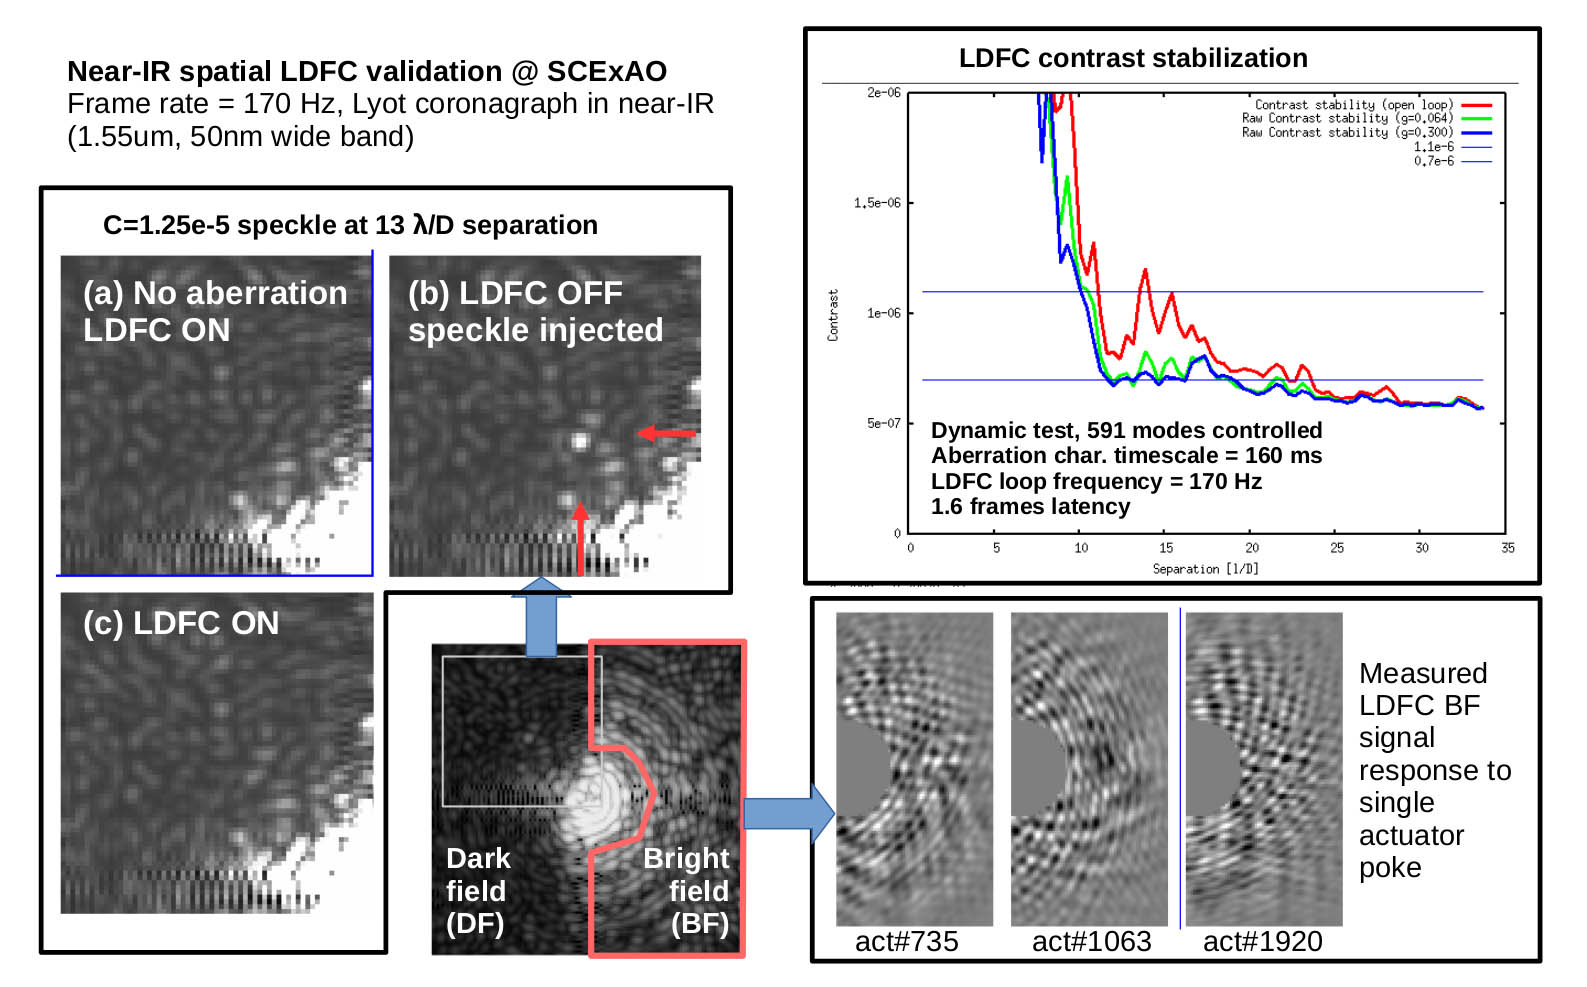 Near-IR spatial LDFC validation @ SCExAO
Frame rate = 170 Hz, Lyot coronagraph in near-IR
(1.55um, 50nm wide band)
C=1.25e-5 speckle at 13 λ/D separation
(a) No aberration
LDFC ON
(b) LDFC OFF
speckle injected
(c) LDFC ON
Dark
field
(DF)
Bright
field
(BF)
LDFC contrast stabilization
2e-06
1.5e-06
1e-06
5e-07
0
Contrast
Contrast stability (open loop)
Raw Contrast stability (g=0.064)
Raw Contrast stability (g=0.300)
1.1e-6
0.7e-6
Dynamic test, 591 modes controlled
Aberration char. timescale = 160 ms
LDFC loop frequency = 170 Hz
1.6 frames latency
0 5 10 15 20 25 30 35
Separation [l/D]
Measured
LDFC BF
signal
response to
single
actuator
poke
act#735 act#1063 act#1920